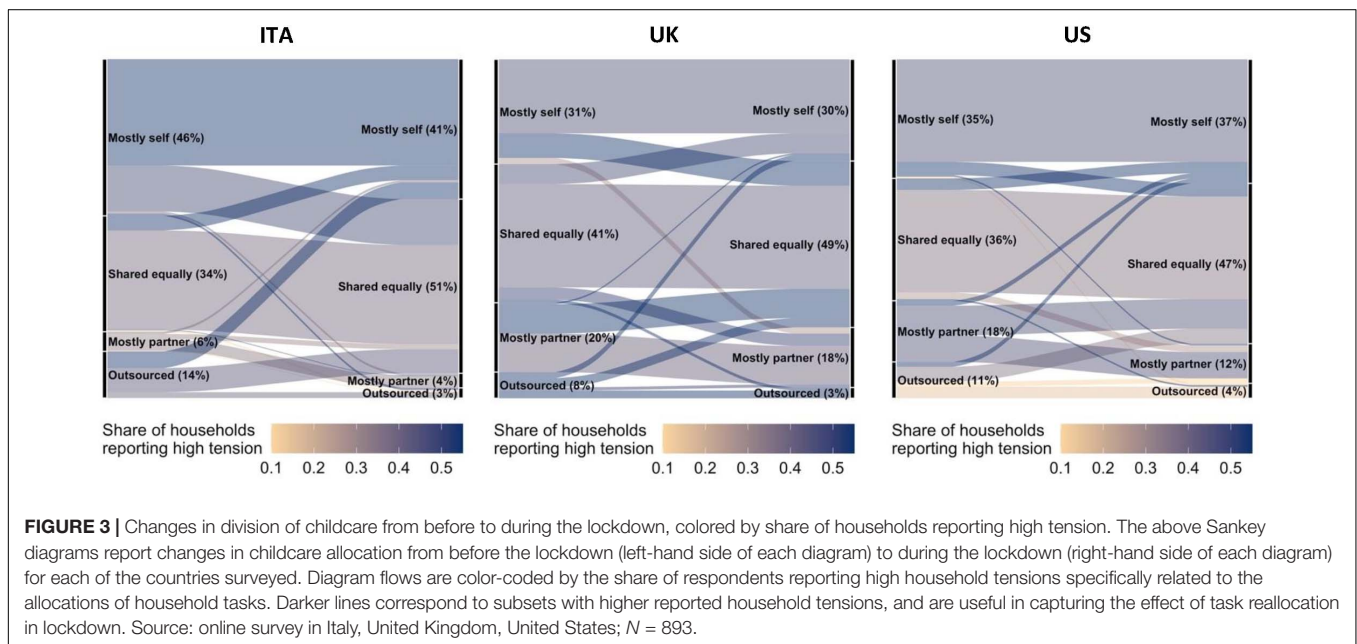 ITA
UK
US
Mostly self (46%)
Shared equally (34%)
Mostly partner (6%)
Outsourced (14%)
Mostly self (41%)
Shared equally (51%)
Mostly partner (4%)
Outsourced (3%)
Mostly self (31%)
Shared equally (41%)
Mostly partner (20%)
Outsourced (8%)
Mostly self (30%)
Shared equally (49%)
Mostly partner (18%)
Outsourced (3%)
Mostly self (35%)
Shared equally (36%)
Mostly partner (18%)
Outsourced (11%)
Mostly self (37%)
Shared equally (47%)
Mostly partner (12%)
Outsourced (4%)
Share of households
reporting high tension
0.1 0.2 0.3 0.4 0.5
Share of households
reporting high tension
0.1 0.2 0.3 0.4 0.5
Share of households
reporting high tension
0.1 0.2 0.3 0.4 0.5
FIGURE 3 | Changes in division of childcare from before to during the lockdown, colored by share of households reporting high tension. The above Sankey
diagrams report changes in childcare allocation from before the lockdown (left-hand side of each diagram) to during the lockdown (right-hand side of each diagram)
for each of the countries surveyed. Diagram flows are color-coded by the share of respondents reporting high household tensions specifically related to the
allocations of household tasks. Darker lines correspond to subsets with higher reported household tensions, and are useful in capturing the effect of task reallocation
in lockdown. Source: online survey in Italy, United Kingdom, United States; N = 893.